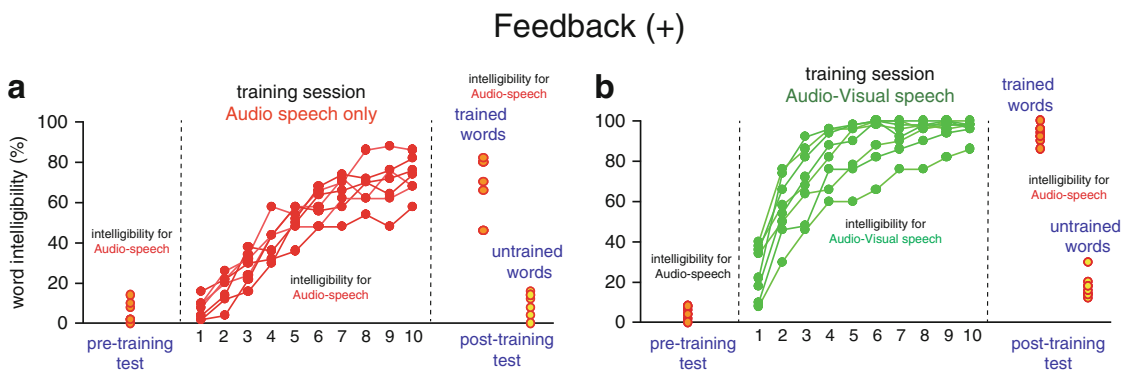 Feedback (+)
a
training session
Audio speech only
intelligibility for
Audio-speech
trained
words
word intelligibility (%)
100
80
60
40
20
0
intelligibility for
Audio-speech
intelligibility for
Audio-speech
untrained
words
pre-training
test
1 2 3 4 5 6 7 8 9 10
post-training
test
b
training session
Audio-Visual speech
trained
words
100
80
60
40
20
0
intelligibility for
Audio-speech
intelligibility for
Audio-Visual speech
intelligibility for
Audio-speech
untrained
words
pre-training
test
1 2 3 4 5 6 7 8 9 10
post-training
test